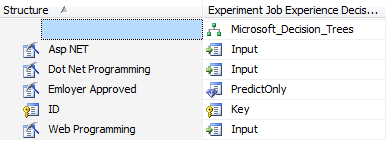 Structure Experiment Job Experience Decis...
Microsoft_Decision_Trees
Asp NET Input
Dot Net Programming Input
Emloyer Approved PredictOnly
ID Key
Web Programming Input